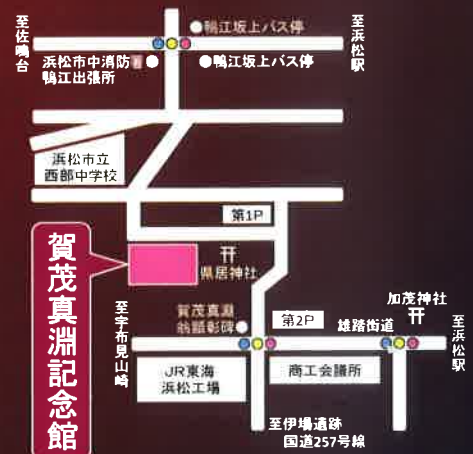 至佐鳴台
鴨江坂上バス停
至浜松駅
浜松市中消防
鴨江出張所
鴨江坂上バス停
浜松市立
西部中学校
第1P
賀茂真淵記念館
県居神社
至宇布見山崎
賀茂真淵
翁顕彰碑
第2P
雄踏街道
加茂神社
至浜松駅
JR東海
浜松工場
商工会議所
至伊場遺跡
国道257号線